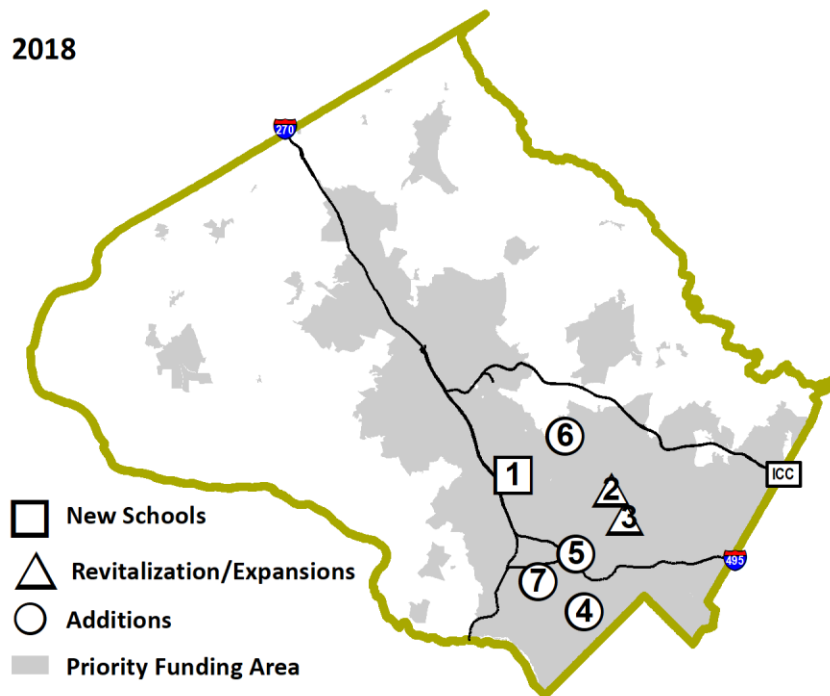 2018
270
6
1
2
ICC
3
5
495
7
4
New Schools
Revitalization/Expansions
Additions
Priority Funding Area